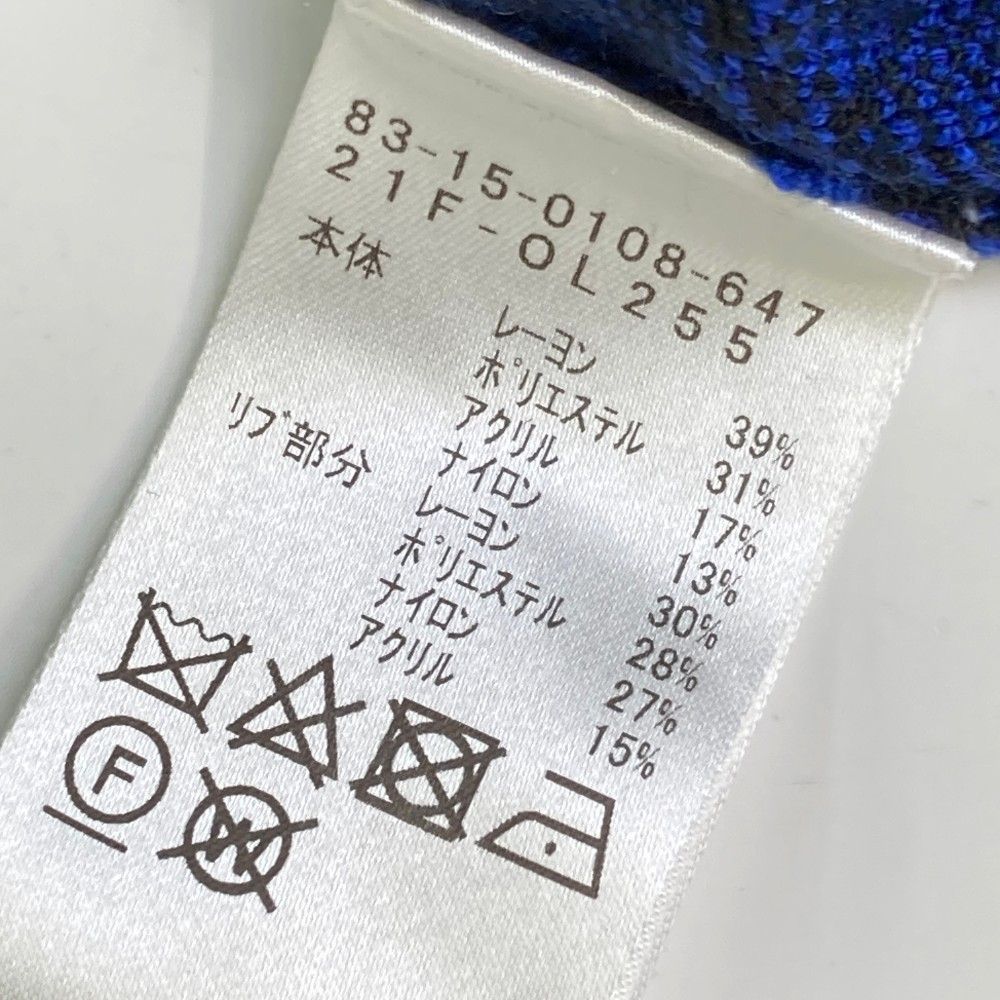 83-15-0108-647
21F-OL255
本体
レーヨン 39%
ポリエステル 31%
アクリル 17%
ナイロン 13%
リブ部分
レーヨン 30%
ポリエステル 28%
ナイロン 27%
アクリル 15%
F
W